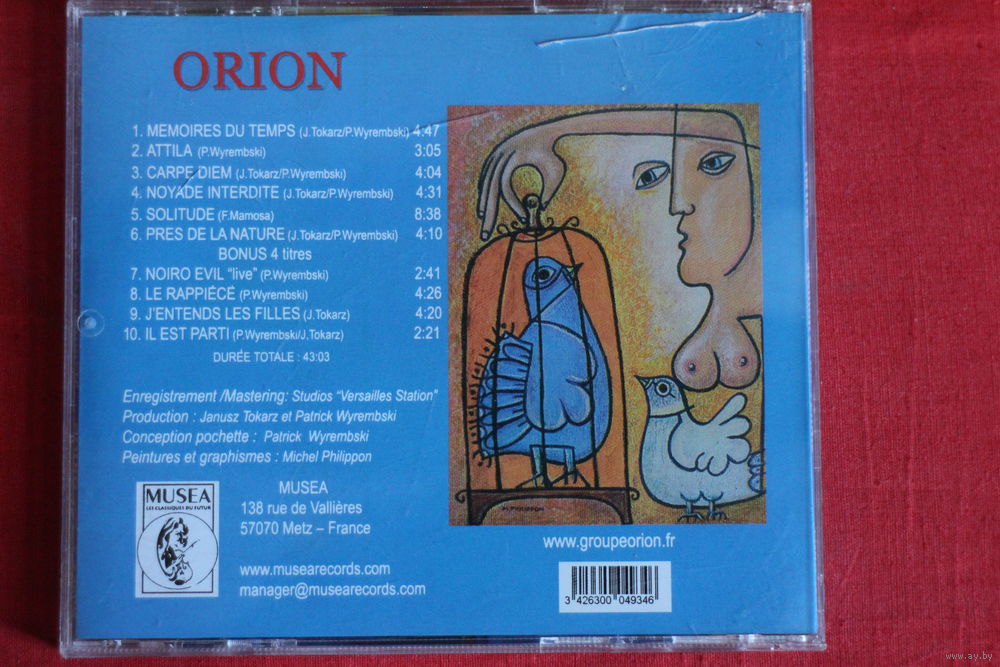 ORION
1. MEMOIRES DU TEMPS (J.Tokarz/P.Wyrembski) 4:47
2. ATTILA (P.Wyrembski) 3:05
3. CARPE DIEM (J.Tokarz/P.Wyrembski) 4:04
4. NOYADE INTERDITE (J.Tokarz/P.Wyrembski) 4:31
5. SOLITUDE (F.Mamosa) 8:38
6. PRES DE LA NATURE (J.Tokarz/P.Wyrembski) 4:10
BONUS 4 titres
7. NOIRO EVIL “live” (P.Wyrembski) 2:41
8. LE RAPPIÉCÉ (P.Wyrembski) 4:26
9. J’ENTENDS LES FILLES (J.Tokarz) 4:20
10. IL EST PARTI (P.Wyrembski/J.Tokarz) 2:21
DURÉE TOTALE : 43:03
Enregistrement /Mastering: Studios “Versailles Station”
Production : Janusz Tokarz et Patrick Wyrembski
Conception pochette : Patrick Wyrembski
Peintures et graphismes : Michel Philippon
MUSEA
LES CLASSIQUES DU FUTUR
MUSEA
138 rue de Vallières
57070 Metz – France
www.musearecords.com
manager@musearecords.com
M.PHILIPPON
www.groupeorion.fr
3 426300 049346
www.ay.by